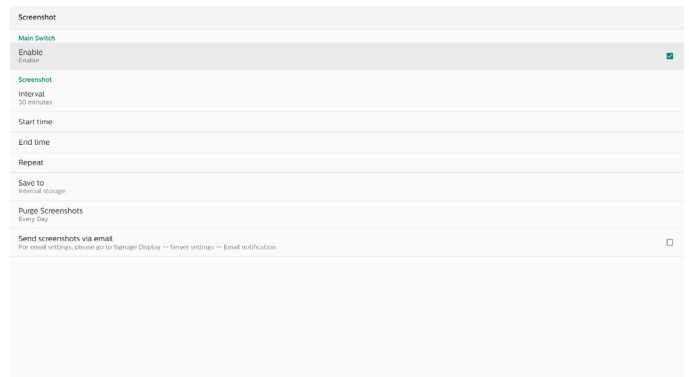 Screenshot
Main Switch
Enable
Enable
Screenshot
Interval
30 minutes
Start time
End time
Repeat
Save to
Internal storage
Purge Screenshots
Every Day
Send screenshots via email
For email settings, please go to Signage Display -- Server settings -- Email notification.